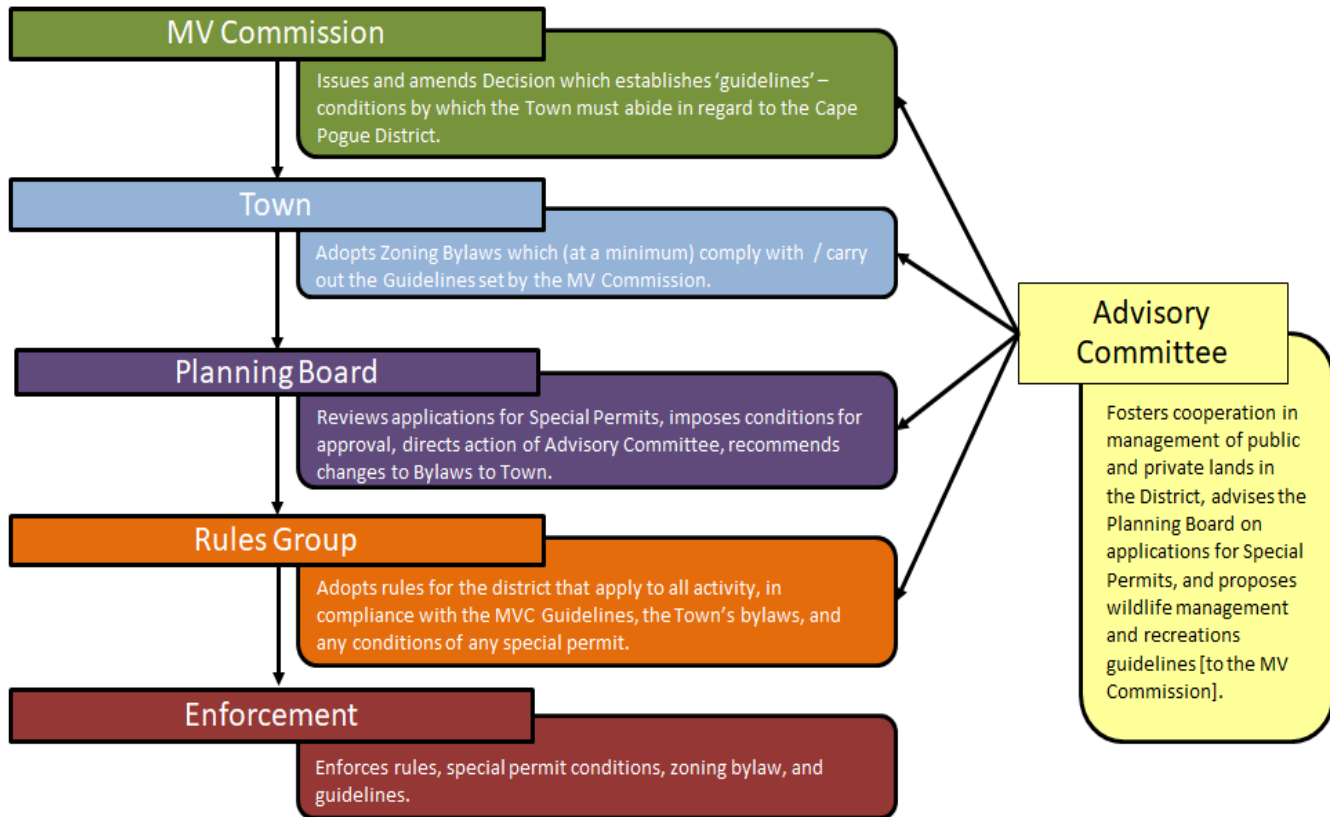 MV Commission
Issues and amends Decision which establishes ‘guidelines’ –
conditions by which the Town must abide in regard to the Cape
Pogue District.
Town
Adopts Zoning Bylaws which (at a minimum) comply with / carry
out the Guidelines set by the MV Commission.
Planning Board
Reviews applications for Special Permits, imposes conditions for
approval, directs action of Advisory Committee, recommends
changes to Bylaws to Town.
Rules Group
Adopts rules for the district that apply to all activity, in
compliance with the MVC Guidelines, the Town’s bylaws, and
any conditions of any special permit.
Enforcement
Enforces rules, special permit conditions, zoning bylaw, and
guidelines.
Advisory
Committee
Fosters cooperation in
management of public
and private lands in
the District, advises the
Planning Board on
applications for Special
Permits, and proposes
wildlife management
and recreations
guidelines [to the MV
Commission].